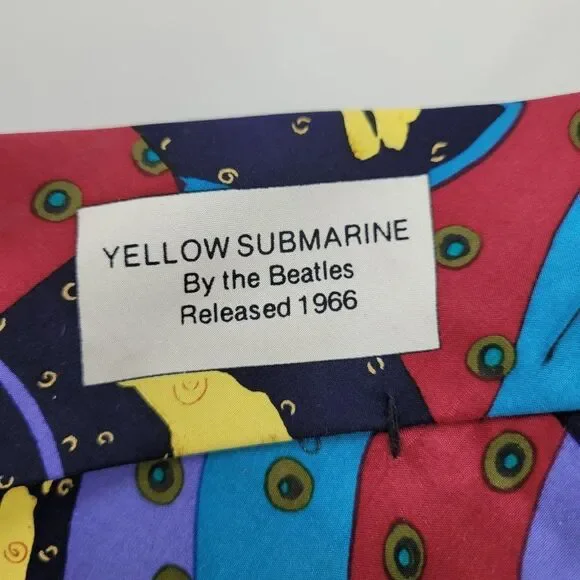 YELLOW SUBMARINE
By the Beatles
Released 1966